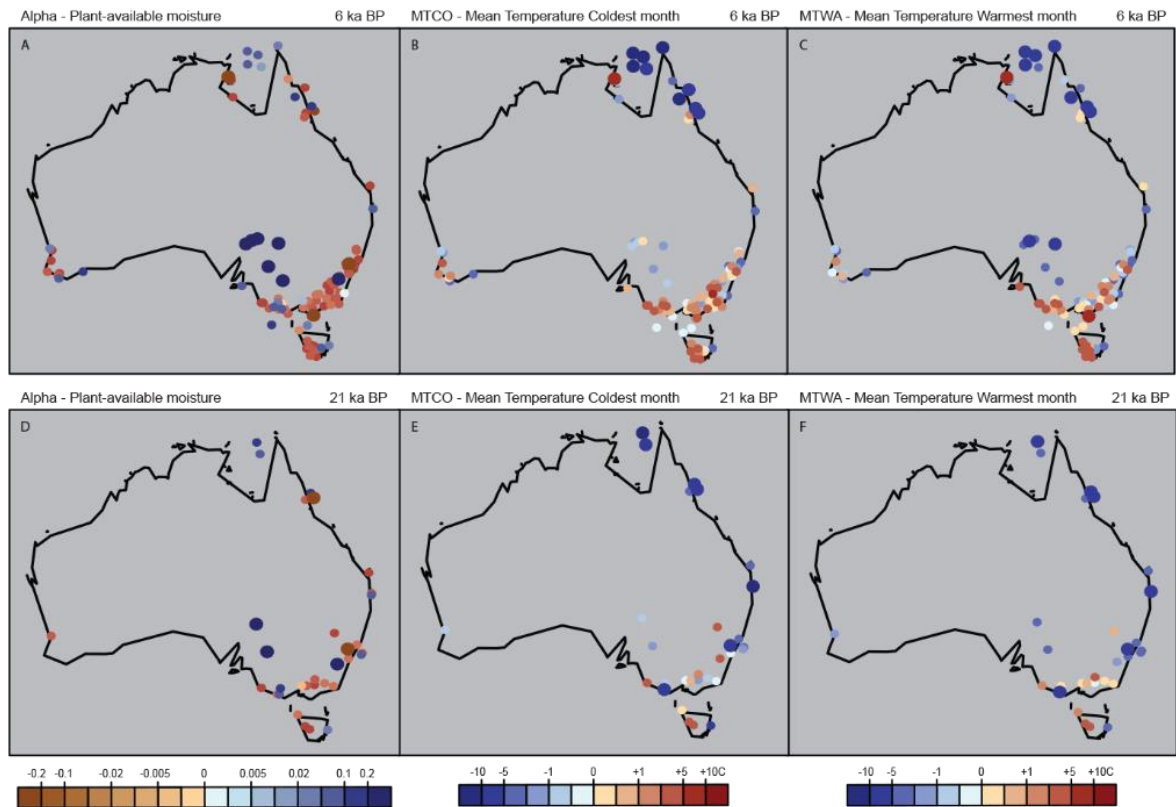 Alpha - Plant-available moisture 6 ka BP MTCO - Mean Temperature Coldest month 6 ka BP MTWA - Mean Temperature Warmest month 6 ka BP
A B C
Alpha - Plant-available moisture 21 ka BP MTCO - Mean Temperature Coldest month 21 ka BP MTWA - Mean Temperature Warmest month 21 ka BP
D E F
-0.2 -0.1 -0.02 -0.005 0 0.005 0.02 0.1 0.2 -10 -5 -1 0 +1 +5 +10C -10 -5 -1 0 +1 +5 +10C